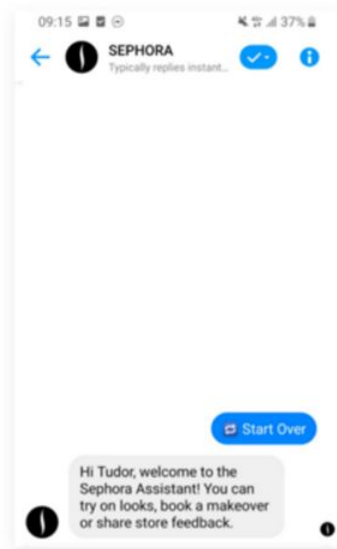 09:15 37%
SEPHORA
Typically replies instant...
Start Over
Hi Tudor, welcome to the
Sephora Assistant! You can
try on looks, book a makeover
or share store feedback.